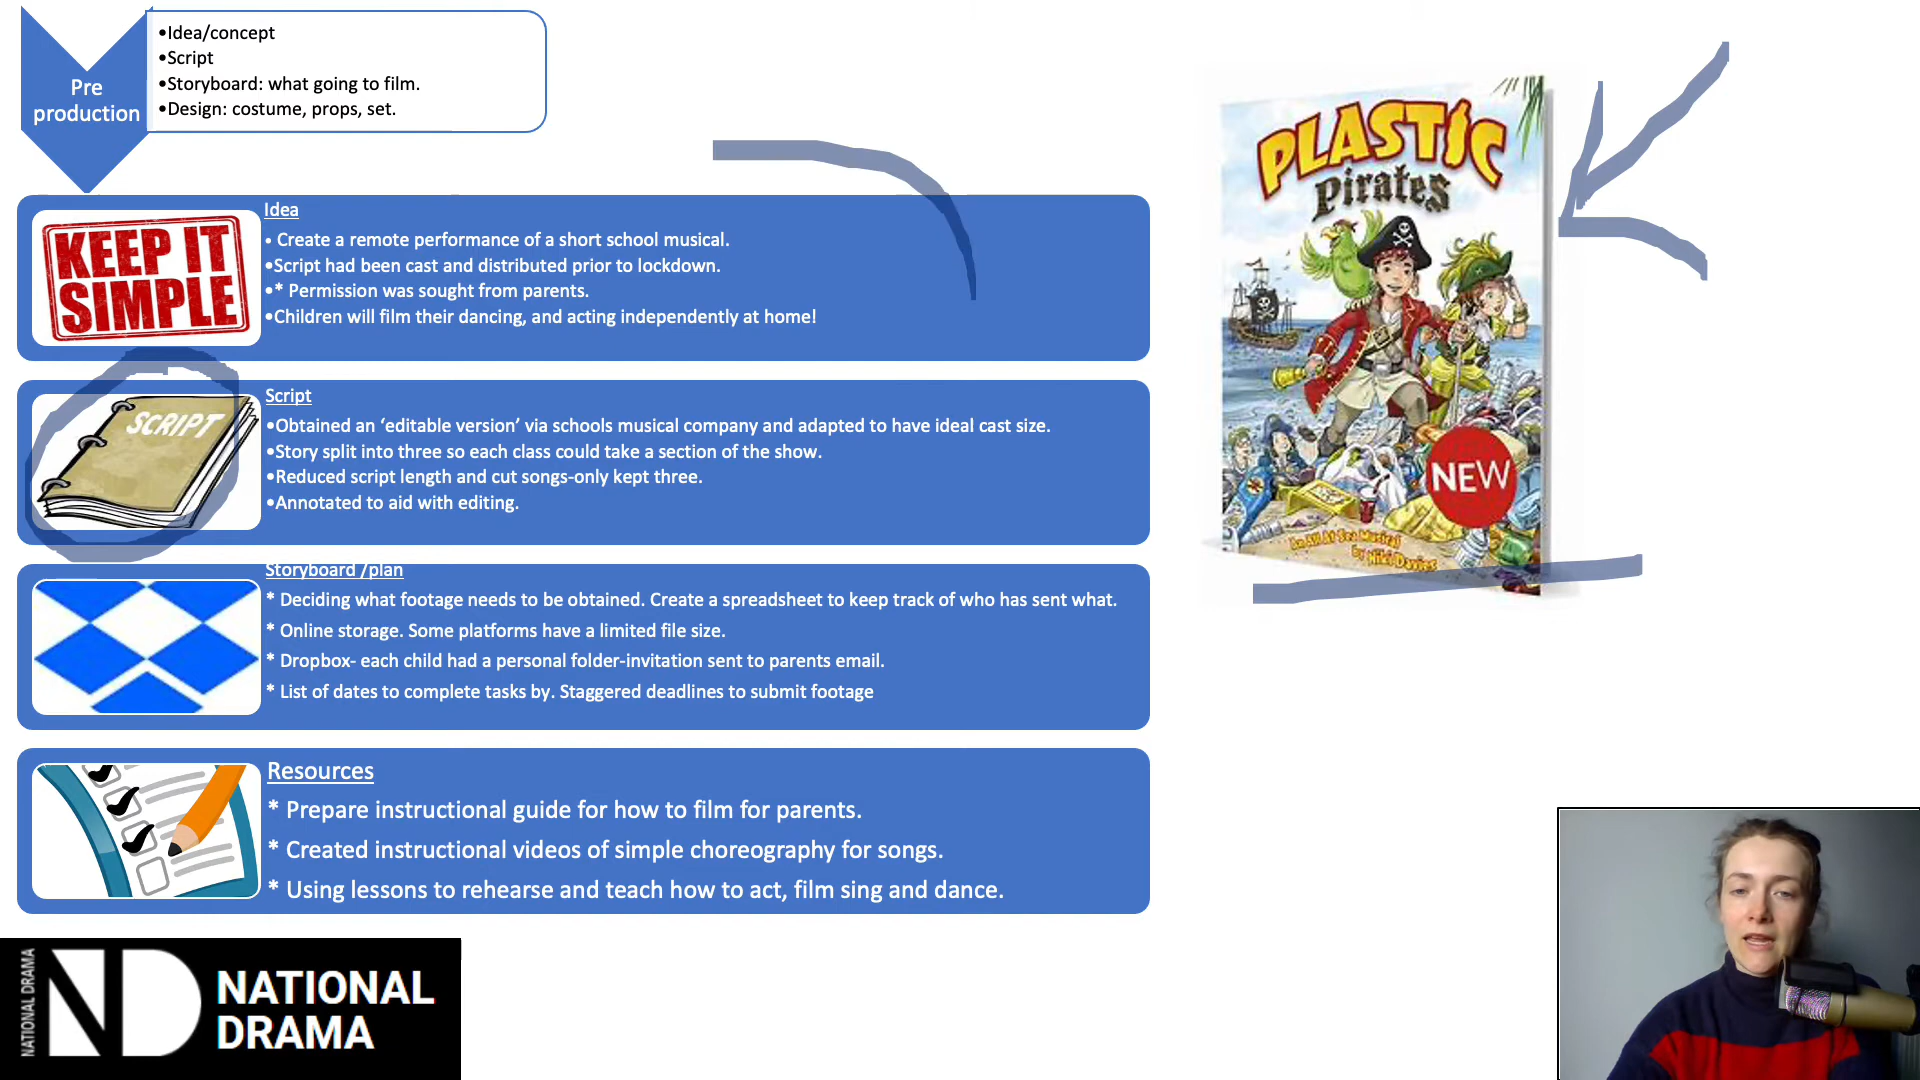 Pre
production
•Idea/concept
•Script
•Storyboard: what going to film.
•Design: costume, props, set.
KEEP IT
SIMPLE
Idea
• Create a remote performance of a short school musical.
•Script had been cast and distributed prior to lockdown.
•* Permission was sought from parents.
•Children will film their dancing, and acting independently at home!
SCRIPT
Script
•Obtained an ‘editable version’ via schools musical company and adapted to have ideal cast size.
•Story split into three so each class could take a section of the show.
•Reduced script length and cut songs-only kept three.
•Annotated to aid with editing.
Storyboard /plan
* Deciding what footage needs to be obtained. Create a spreadsheet to keep track of who has sent what.
* Online storage. Some platforms have a limited file size.
* Dropbox- each child had a personal folder-invitation sent to parents email.
* List of dates to complete tasks by. Staggered deadlines to submit footage
Resources
* Prepare instructional guide for how to film for parents.
* Created instructional videos of simple choreography for songs.
* Using lessons to rehearse and teach how to act, film sing and dance.
PLASTIC
Pirates
NEW
An All At Sea Musical
by Niki Davies
NATIONAL DRAMA
ND
NATIONAL
DRAMA